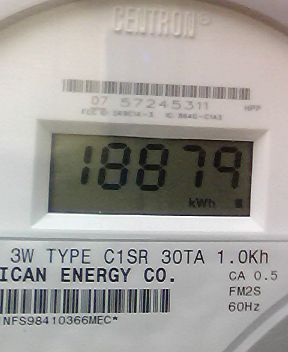 CENTRON®
07 57245311
HPP
18879
kWh
3W TYPE C1SR 30TA 1.0Kh
ICAN ENERGY CO.
CA 0.5
FM2S
60Hz
NFS98410366MEC*